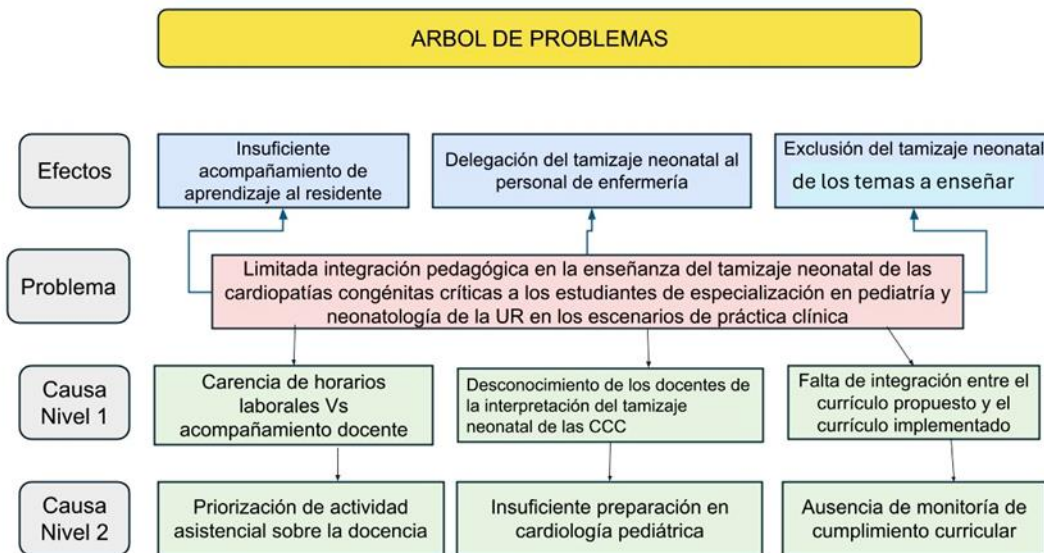 ARBOL DE PROBLEMAS
Efectos
Insuficiente
acompañamiento de
aprendizaje al residente
Delegación del tamizaje neonatal al
personal de enfermería
Exclusión del tamizaje neonatal
de los temas a enseñar
Problema
Limitada integración pedagógica en la enseñanza del tamizaje neonatal de las
cardiopatías congénitas críticas a los estudiantes de especialización en pediatría y
neonatología de la UR en los escenarios de práctica clínica
Causa
Nivel 1
Carencia de horarios
laborales Vs
acompañamiento docente
Desconocimiento de los docentes de
la interpretación del tamizaje
neonatal de las CCC
Falta de integración entre el
currículo propuesto y el
currículo implementado
Causa
Nivel 2
Priorización de actividad
asistencial sobre la docencia
Insuficiente preparación en
cardiología pediátrica
Ausencia de monitoría de
cumplimiento curricular